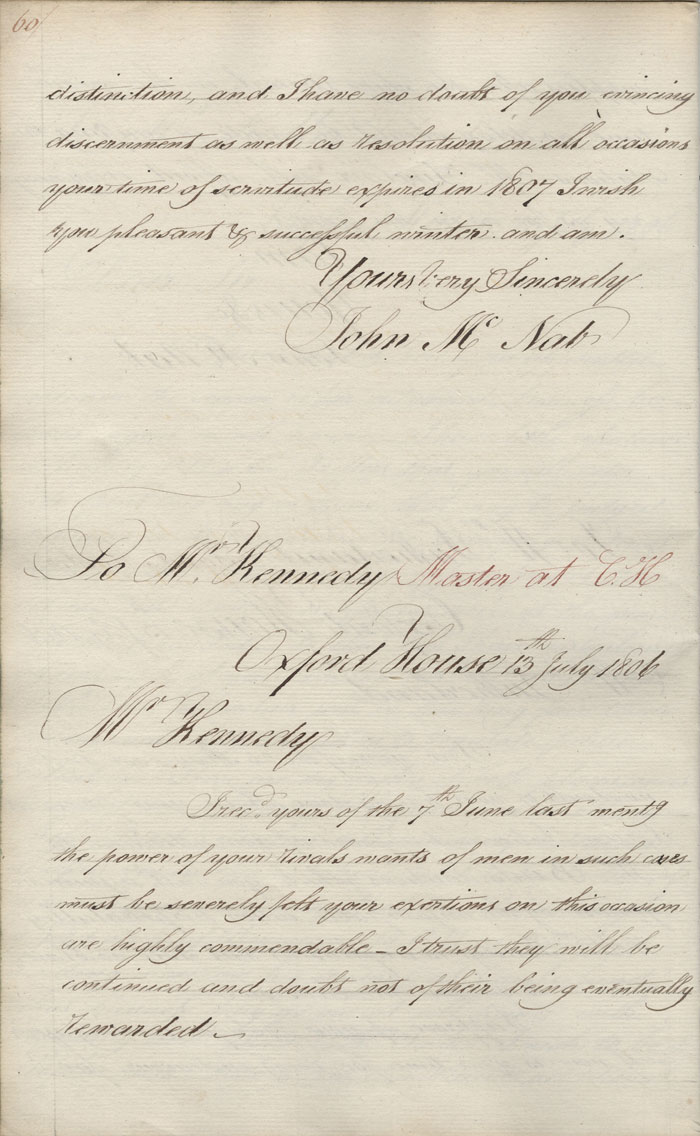 60
distinction, and I have no doubt of you evincing
discernment as well as resolution on all occasions
your time of servitude expires in 1807 I wish
you pleasant & successful winter. and am.
Yours very Sincerely
John Mc Nab
To Mr. Kennedy Master at C. H
Oxford House 13th July 1806
Mr Kennedy
I recd. yours of the 7th June last mentg
the power of your rivals wants of men in such cases
must be severely felt your exertions on this occasion
are highly commendable - I trust they will be
continued and doubt not of their being eventually
rewarded